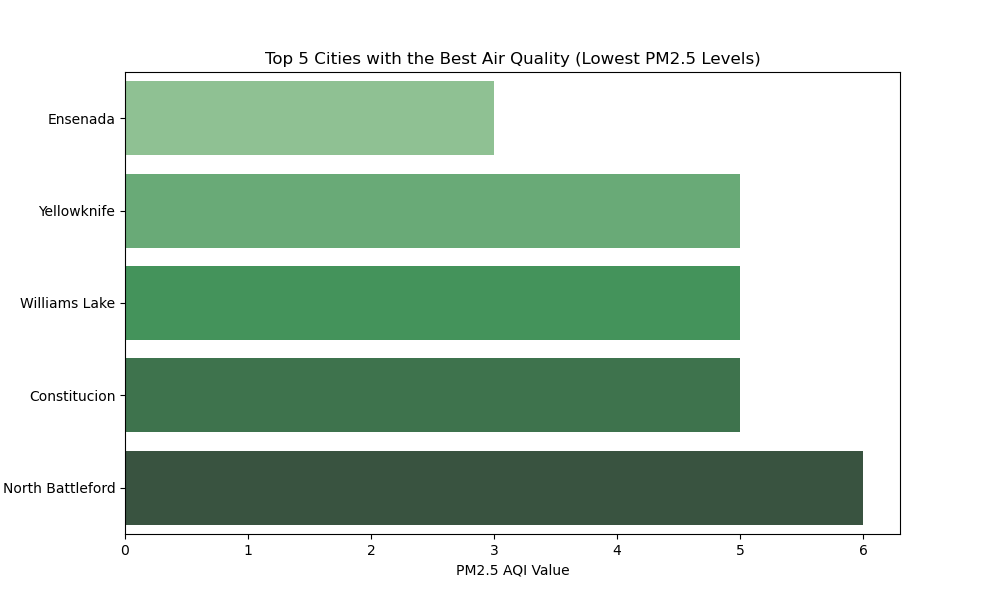 Top 5 Cities with the Best Air Quality (Lowest PM2.5 Levels)
Ensenada
Yellowknife
Williams Lake
Constitucion
North Battleford
0 1 2 3 4 5 6
PM2.5 AQI Value